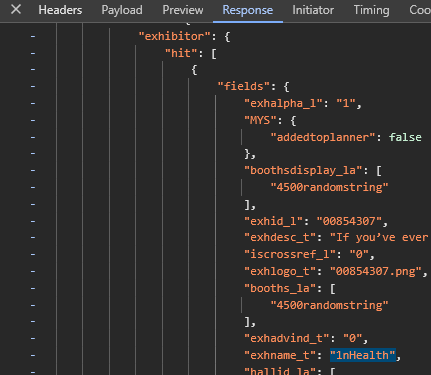 Headers Payload Preview Response Initiator Timing Coo
"exhibitor": {
"hit": [
{
"fields": {
"exhalpha_l": "1",
"MYS": {
"addedtoplanner": false
},
"boothsdisplay_la": [
"4500randomstring"
],
"exhid_l": "00854307",
"exhdesc_t": "If you’ve ever
"iscrossref_l": "0",
"exhlogo_t": "00854307.png",
"booths_la": [
"4500randomstring"
],
"exhadvind_t": "0",
"exhname_t": "1nHealth",
"hallid_la": [